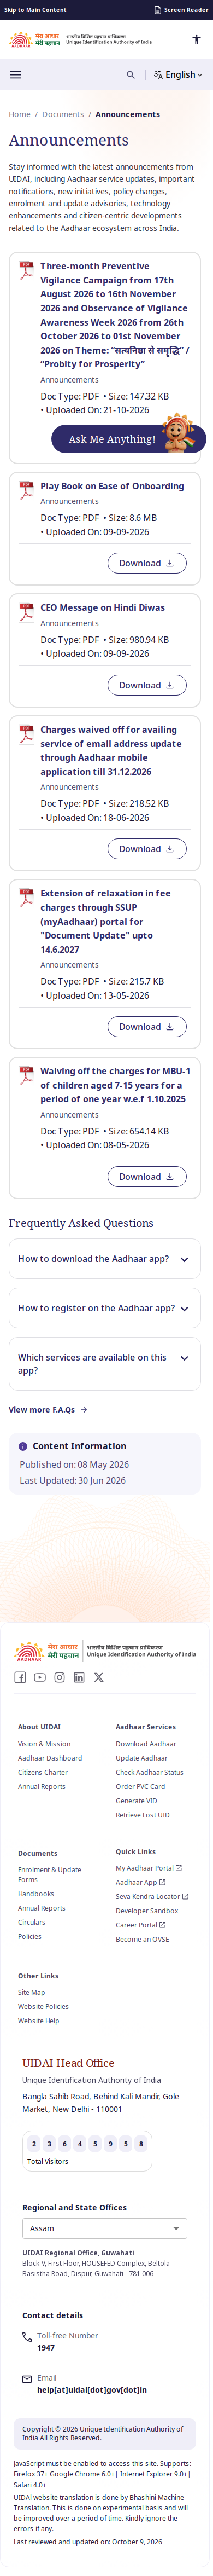 Skip to Main Content
Screen Reader
मेरा आधार
मेरी पहचान
भारतीय विशिष्ट पहचान प्राधिकरण
Unique Identification Authority of India
English
Home / Documents / Announcements
Announcements
Stay informed with the latest announcements from
UIDAI, including Aadhaar service updates, important
notifications, new initiatives, policy changes,
enrolment and update advisories, technology
enhancements and citizen-centric developments
related to the Aadhaar ecosystem across India.
Three-month Preventive
Vigilance Campaign from 17th
August 2026 to 16th November
2026 and Observance of Vigilance
Awareness Week 2026 from 26th
October 2026 to 01st November
2026 on Theme: “सत्यनिष्ठा से समृद्धि” /
“Probity for Prosperity”
Announcements
Doc Type: PDF • Size: 147.32 KB
• Uploaded On: 21-10-2026
Ask Me Anything!
Play Book on Ease of Onboarding
Announcements
Doc Type: PDF • Size: 8.6 MB
• Uploaded On: 09-09-2026
Download
CEO Message on Hindi Diwas
Announcements
Doc Type: PDF • Size: 980.94 KB
• Uploaded On: 09-09-2026
Download
Charges waived off for availing
service of email address update
through Aadhaar mobile
application till 31.12.2026
Announcements
Doc Type: PDF • Size: 218.52 KB
• Uploaded On: 18-06-2026
Download
Extension of relaxation in fee
charges through SSUP
(myAadhaar) portal for
"Document Update" upto
14.6.2027
Announcements
Doc Type: PDF • Size: 215.7 KB
• Uploaded On: 13-05-2026
Download
Waiving off the charges for MBU-1
of children aged 7-15 years for a
period of one year w.e.f 1.10.2025
Announcements
Doc Type: PDF • Size: 654.14 KB
• Uploaded On: 08-05-2026
Download
Frequently Asked Questions
How to download the Aadhaar app?
How to register on the Aadhaar app?
Which services are available on this
app?
View more F.A.Qs
Content Information
Published on: 08 May 2026
Last Updated: 30 Jun 2026
मेरा आधार
मेरी पहचान
भारतीय विशिष्ट पहचान प्राधिकरण
Unique Identification Authority of India
About UIDAI
Vision & Mission
Aadhaar Dashboard
Citizens Charter
Annual Reports
Aadhaar Services
Download Aadhaar
Update Aadhaar
Check Aadhaar Status
Order PVC Card
Generate VID
Retrieve Lost UID
Documents
Enrolment & Update
Forms
Handbooks
Annual Reports
Circulars
Policies
Quick Links
My Aadhaar Portal
Aadhaar App
Seva Kendra Locator
Developer Sandbox
Career Portal
Become an OVSE
Other Links
Site Map
Website Policies
Website Help
UIDAI Head Office
Unique Identification Authority of India
Bangla Sahib Road, Behind Kali Mandir, Gole
Market, New Delhi - 110001
2 3 6 4 5 9 5 8
Total Visitors
Regional and State Offices
Assam
UIDAI Regional Office, Guwahati
Block-V, First Floor, HOUSEFED Complex, Beltola-
Basistha Road, Dispur, Guwahati - 781 006
Contact details
Toll-free Number
1947
Email
help[at]uidai[dot]gov[dot]in
Copyright © 2026 Unique Identification Authority of
India All Rights Reserved.
JavaScript must be enabled to access this site. Supports:
Firefox 37+ Google Chrome 6.0+| Internet Explorer 9.0+|
Safari 4.0+
UIDAI website translation is done by Bhashini Machine
Translation. This is done on experimental basis and will
be improved over a period of time. Kindly ignore the
errors if any.
Last reviewed and updated on: October 9, 2026